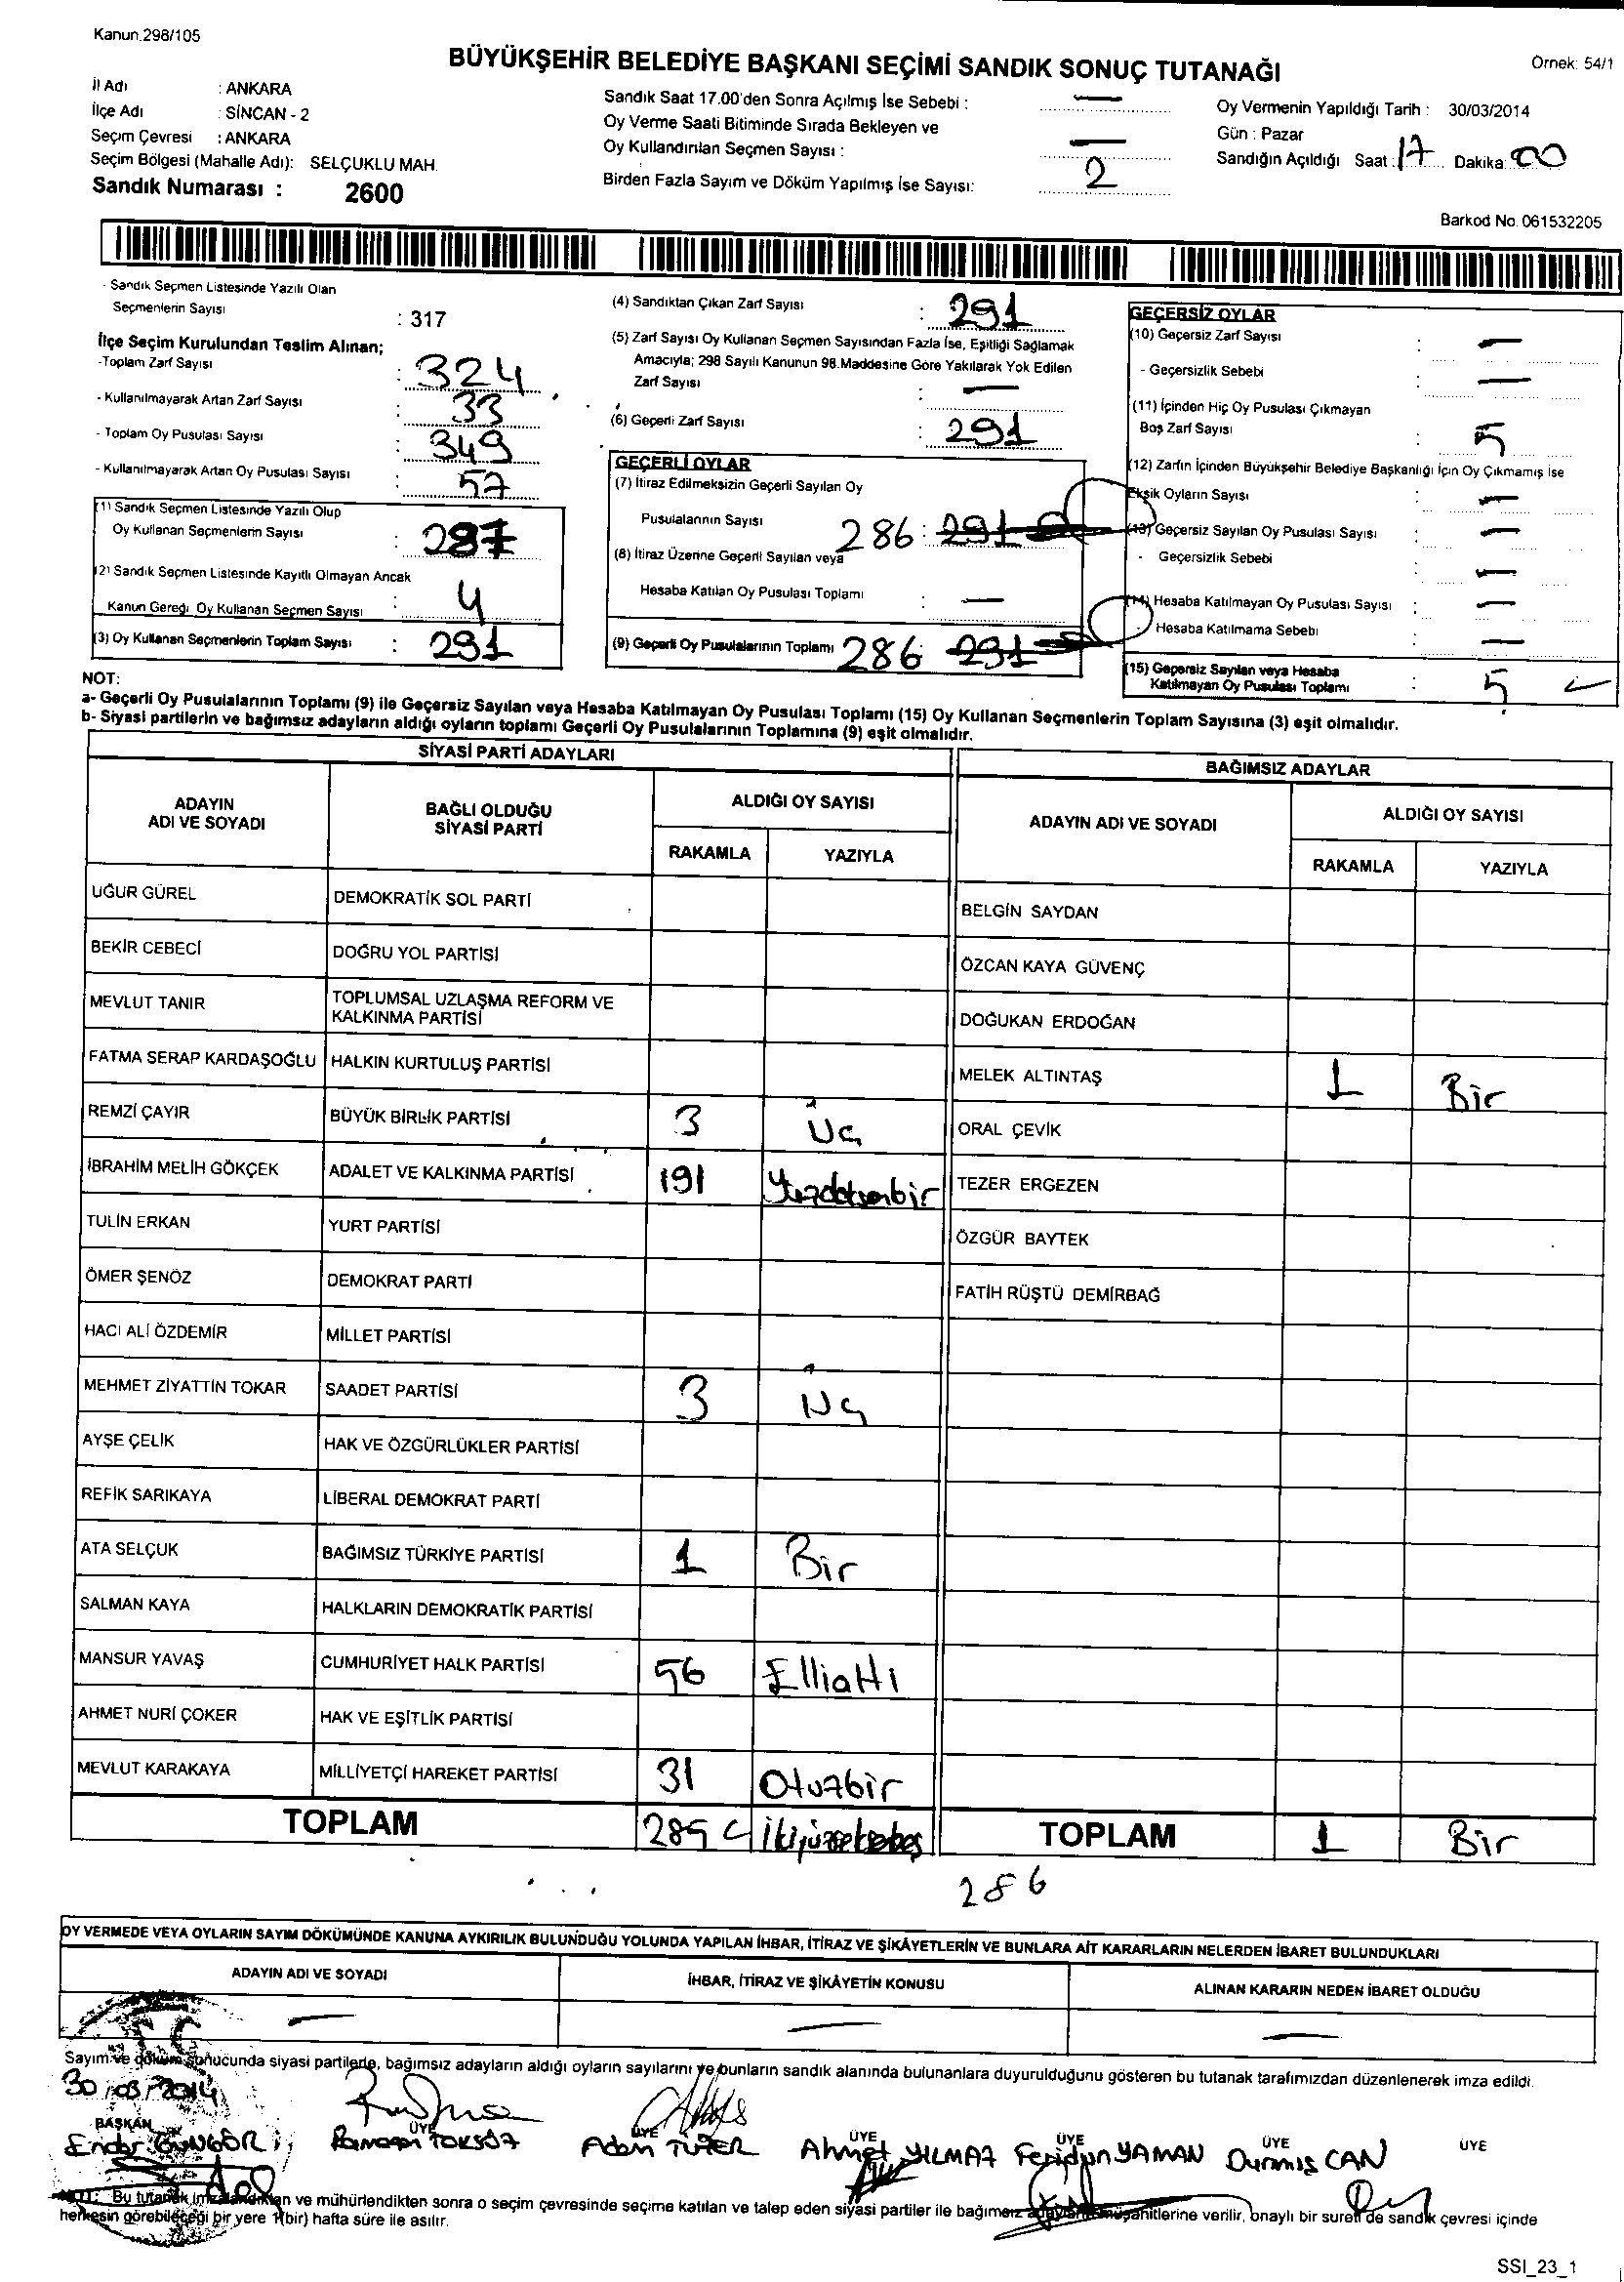 Kanun.298/105
BÜYÜKŞEHİR BELEDİYE BAŞKANI SEÇİMİ SANDIK SONUÇ TUTANAĞI
Örnek: 54/1
İl Adı : ANKARA
İlçe Adı : SİNCAN - 2
Seçim Çevresi : ANKARA
Seçim Bölgesi (Mahalle Adı): SELÇUKLU MAH.
Sandık Numarası : 2600
Sandık Saat 17.00'den Sonra Açılmış İse Sebebi : —
Oy Verme Saati Bitiminde Sırada Bekleyen ve
Oy Kullandırılan Seçmen Sayısı : —
Birden Fazla Sayım ve Döküm Yapılmış İse Sayısı: 2
Oy Vermenin Yapıldığı Tarih : 30/03/2014
Gün : Pazar
Sandığın Açıldığı Saat : 17 Dakika: 00
Barkod No. 061532205
- Sandık Seçmen Listesinde Yazılı Olan
Seçmenlerin Sayısı : 317
İlçe Seçim Kurulundan Teslim Alınan;
-Toplam Zarf Sayısı : 324
- Kullanılmayarak Artan Zarf Sayısı : 33
- Toplam Oy Pusulası Sayısı : 349
- Kullanılmayarak Artan Oy Pusulası Sayısı : 57
(1) Sandık Seçmen Listesinde Yazılı Olup
Oy Kullanan Seçmenlerin Sayısı : 287
(2) Sandık Seçmen Listesinde Kayıtlı Olmayan Ancak
Kanun Gereği Oy Kullanan Seçmen Sayısı : 4
(3) Oy Kullanan Seçmenlerin Toplam Sayısı : 291
(4) Sandıktan Çıkan Zarf Sayısı : 291
(5) Zarf Sayısı Oy Kullanan Seçmen Sayısından Fazla İse, Eşitliği Sağlamak
Amacıyla; 298 Sayılı Kanunun 98.Maddesine Göre Yakılarak Yok Edilen
Zarf Sayısı : —
(6) Geçerli Zarf Sayısı : 291
GEÇERLİ OYLAR
(7) İtiraz Edilmeksizin Geçerli Sayılan Oy
Pusulalarının Sayısı 286 : 291
(8) İtiraz Üzerine Geçerli Sayılan veya
Hesaba Katılan Oy Pusulası Toplamı : —
(9) Geçerli Oy Pusulalarının Toplamı 286 291
GEÇERSİZ OYLAR
(10) Geçersiz Zarf Sayısı : —
- Geçersizlik Sebebi : —
(11) İçinden Hiç Oy Pusulası Çıkmayan
Boş Zarf Sayısı : 5
(12) Zarfın İçinden Büyükşehir Belediye Başkanlığı İçin Oy Çıkmamış İse
Eksik Oyların Sayısı : —
(13) Geçersiz Sayılan Oy Pusulası Sayısı : —
- Geçersizlik Sebebi : —
(14) Hesaba Katılmayan Oy Pusulası Sayısı : —
- Hesaba Katılmama Sebebi : —
(15) Geçersiz Sayılan veya Hesaba
Katılmayan Oy Pusulası Toplamı : 5
NOT:
a- Geçerli Oy Pusulalarının Toplamı (9) ile Geçersiz Sayılan veya Hesaba Katılmayan Oy Pusulası Toplamı (15) Oy Kullanan Seçmenlerin Toplam Sayısına (3) eşit olmalıdır.
b- Siyasi partilerin ve bağımsız adayların aldığı oyların toplamı Geçerli Oy Pusulalarının Toplamına (9) eşit olmalıdır.
SİYASİ PARTİ ADAYLARI
ADAYIN ADI VE SOYADI BAĞLI OLDUĞU SİYASİ PARTİ ALDIĞI OY SAYISI
RAKAMLA YAZIYLA
UĞUR GÜREL DEMOKRATİK SOL PARTİ
BEKİR CEBECİ DOĞRU YOL PARTİSİ
MEVLUT TANIR TOPLUMSAL UZLAŞMA REFORM VE KALKINMA PARTİSİ
FATMA SERAP KARDAŞOĞLU HALKIN KURTULUŞ PARTİSİ
REMZİ ÇAYIR BÜYÜK BİRLİK PARTİSİ 3 Üç
İBRAHİM MELİH GÖKÇEK ADALET VE KALKINMA PARTİSİ 191
TULİN ERKAN YURT PARTİSİ
ÖMER ŞENÖZ DEMOKRAT PARTİ
HACI ALİ ÖZDEMİR MİLLET PARTİSİ
MEHMET ZİYATTİN TOKAR SAADET PARTİSİ 3 Üç
AYŞE ÇELİK HAK VE ÖZGÜRLÜKLER PARTİSİ
REFİK SARIKAYA LİBERAL DEMOKRAT PARTİ
ATA SELÇUK BAĞIMSIZ TÜRKİYE PARTİSİ 1 Bir
SALMAN KAYA HALKLARIN DEMOKRATİK PARTİSİ
MANSUR YAVAŞ CUMHURİYET HALK PARTİSİ 56 Elliatı
AHMET NURİ ÇOKER HAK VE EŞİTLİK PARTİSİ
MEVLUT KARAKAYA MİLLİYETÇİ HAREKET PARTİSİ 31 Otuzbir
TOPLAM 285
BAĞIMSIZ ADAYLAR
ADAYIN ADI VE SOYADI ALDIĞI OY SAYISI
RAKAMLA YAZIYLA
BELGİN SAYDAN
ÖZCAN KAYA GÜVENÇ
DOĞUKAN ERDOĞAN
MELEK ALTINTAŞ 1 Bir
ORAL ÇEVİK
TEZER ERGEZEN
ÖZGÜR BAYTEK
FATİH RÜŞTÜ DEMİRBAĞ
TOPLAM 1 Bir
286
OY VERMEDE VEYA OYLARIN SAYIM DÖKÜMÜNDE KANUNA AYKIRILIK BULUNDUĞU YOLUNDA YAPILAN İHBAR, İTİRAZ VE ŞİKÂYETLERİN VE BUNLARA AİT KARARLARIN NELERDEN İBARET BULUNDUKLARI
ADAYIN ADI VE SOYADI İHBAR, İTİRAZ VE ŞİKÂYETİN KONUSU ALINAN KARARIN NEDEN İBARET OLDUĞU
— — —
Sayım ve döküm sonucunda siyasi partilerle, bağımsız adayların aldığı oyların sayılarını ve bunların sandık alanında bulunanlara duyurulduğunu gösteren bu tutanak tarafımızdan düzenlenerek imza edildi.
30/03/2014
BAŞKAN ÜYE ÜYE ÜYE ÜYE ÜYE ÜYE
Ender GÜNGÖR Ramazan TOKSÖZ Adem Ahmet YILMAZ Feridun YAMAN Durmış CAN
NOT: Bu tutanak imzalandıktan ve mühürlendikten sonra o seçim çevresinde seçime katılan ve talep eden siyasi partiler ile bağımsız adayların müşahitlerine verilir, onaylı bir suret de sandık çevresi içinde
herkesin görebileceği bir yere 1(bir) hafta süre ile asılır.
SSI_23_1